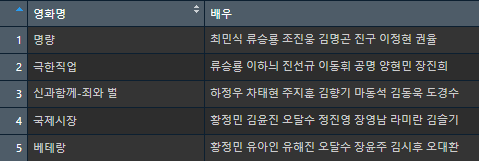 영화명 배우
1 명량 최민식 류승룡 조진웅 김명곤 진구 이정현 권율
2 극한직업 류승룡 이하늬 진선규 이동휘 공명 양현민 장진희
3 신과함께-죄와 벌 하정우 차태현 주지훈 김향기 마동석 김동욱 도경수
4 국제시장 황정민 김윤진 오달수 정진영 장영남 라미란 김슬기
5 베테랑 황정민 유아인 유해진 오달수 장윤주 김시후 오대환